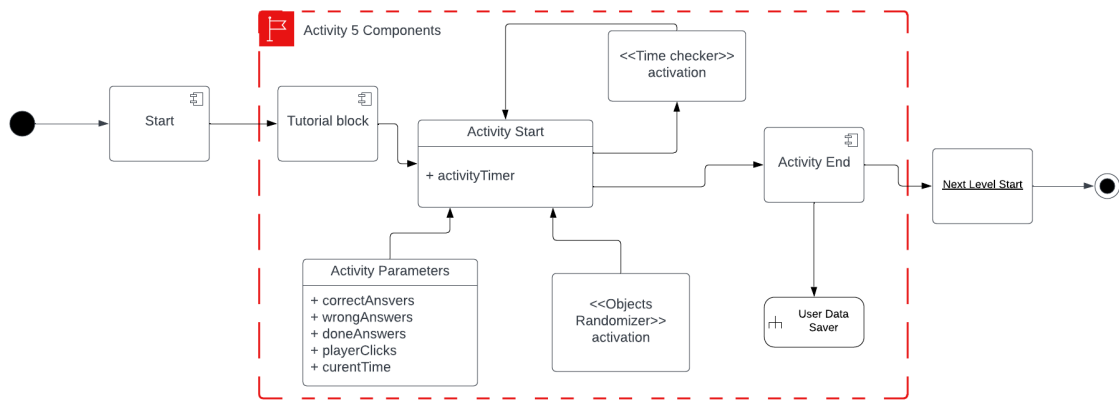 Activity 5 Components
<<Time checker>>
activation
Start
Tutorial block
Activity Start
+ activityTimer
Activity End
Next Level Start
Activity Parameters
+ correctAnsvers
+ wrongAnswers
+ doneAnswers
+ playerClicks
+ curentTime
<<Objects
Randomizer>>
activation
User Data
Saver